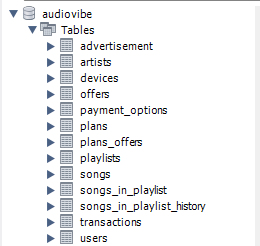 audiovibe
Tables
advertisement
artists
devices
offers
payment_options
plans
plans_offers
playlists
songs
songs_in_playlist
songs_in_playlist_history
transactions
users